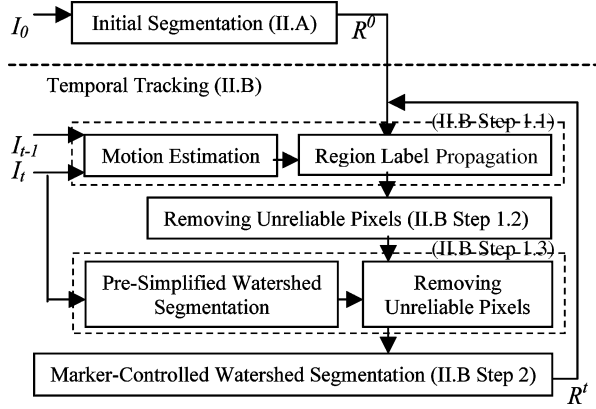 I0
Initial Segmentation (II.A)
R0
Temporal Tracking (II.B)
(II.B Step 1.1)
It-1
It
Motion Estimation
Region Label Propagation
Removing Unreliable Pixels (II.B Step 1.2)
(II.B Step 1.3)
Pre-Simplified Watershed
Segmentation
Removing
Unreliable Pixels
Marker-Controlled Watershed Segmentation (II.B Step 2)
Rt